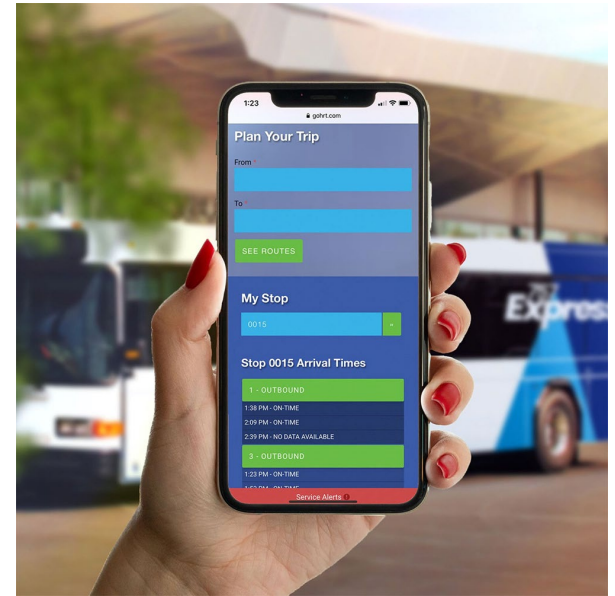 1:23
gohrt.com
Plan Your Trip
From *
To *
SEE ROUTES
My Stop
0015
Stop 0015 Arrival Times
1 - OUTBOUND
1:38 PM - ON-TIME
2:09 PM - ON-TIME
2:39 PM - NO DATA AVAILABLE
3 - OUTBOUND
1:23 PM - ON-TIME
Service Alerts
757
Express